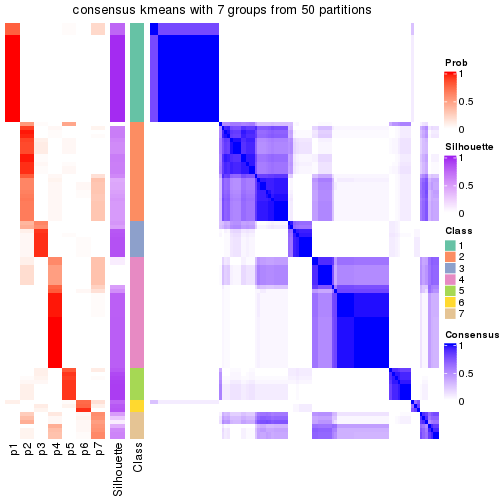 consensus kmeans with 7 groups from 50 partitions
Prob
1
0.5
0
Silhouette
1
0.5
0
Class
1
2
3
4
5
6
7
Consensus
1
0.5
0
p1
p2
p3
p4
p5
p6
p7
Silhouette
Class